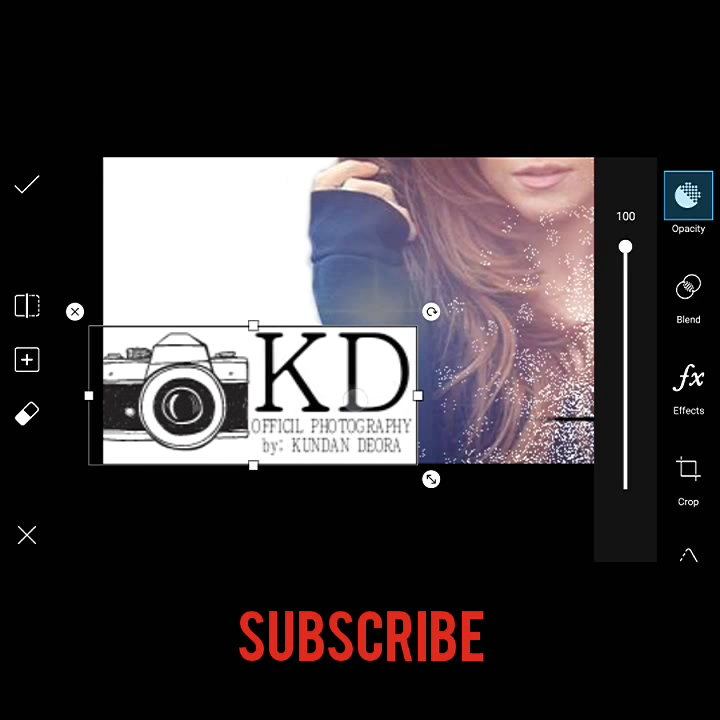 100
Opacity
Blend
fx
Effects
Crop
KD
OFFICIL PHOTOGRAPHY
by: KUNDAN DEORA
SUBSCRIBE